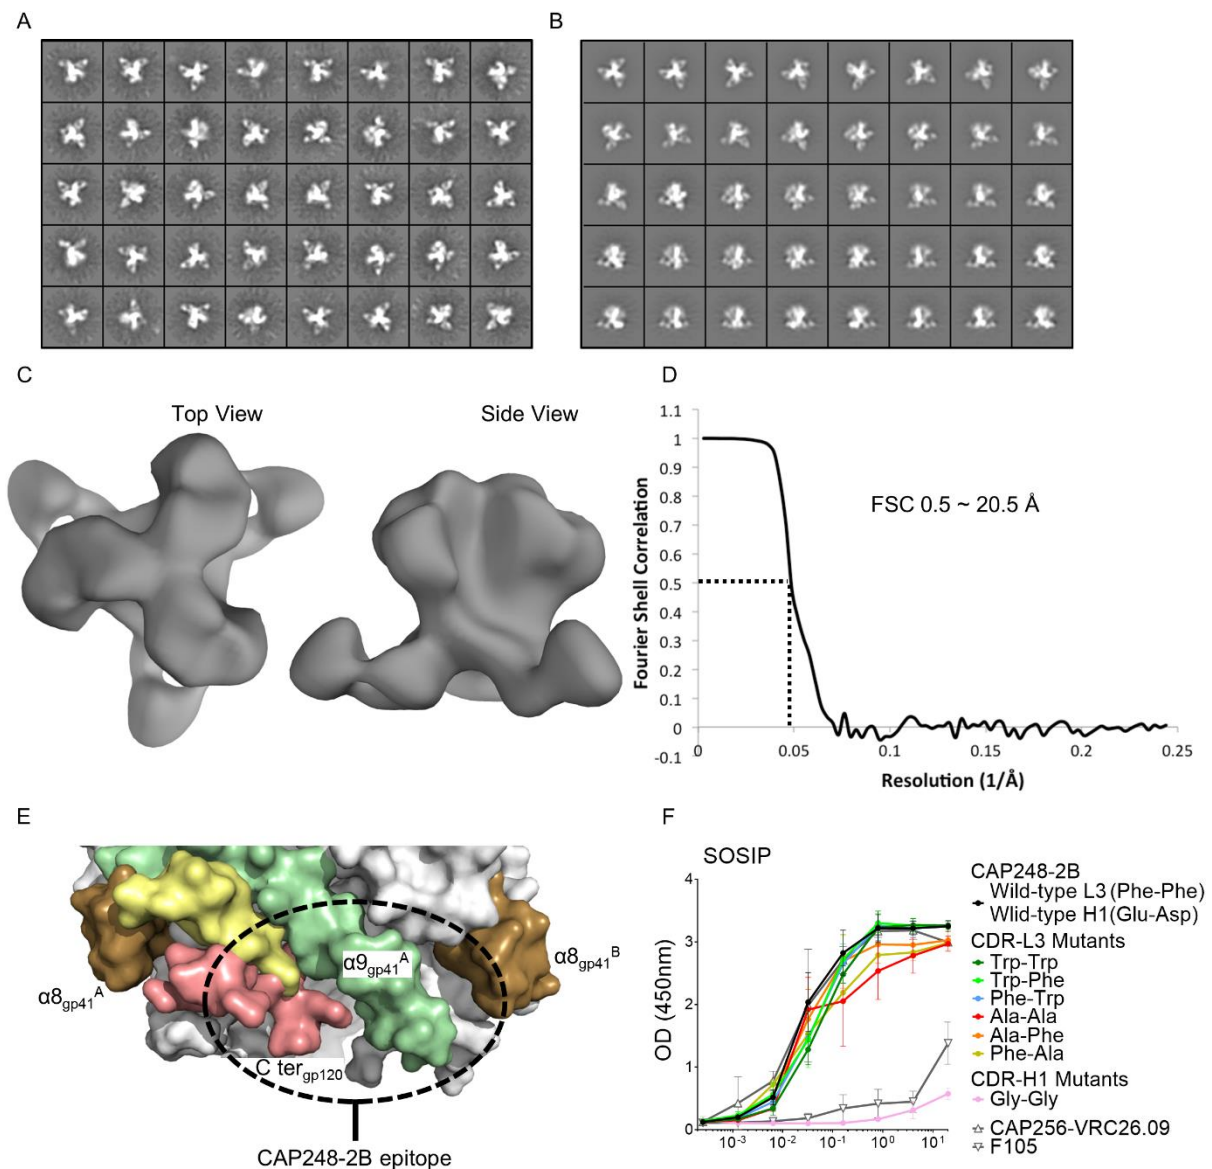 A
B
C
Top View
Side View
D
1.1
1
0.9
0.8
0.7
0.6
0.5
0.4
0.3
0.2
0.1
0
-0.1
Fourier Shell Correlation
FSC 0.5 ~ 20.5 Å
0
0.05
0.1
0.15
0.2
0.25
Resolution (1/Å)
E
α8gp41A
α9gp41A
α8gp41B
C tergp120
CAP248-2B epitope
F
SOSIP
OD (450nm)
4
3
2
1
0
10-3
10-2
10-1
100
101
CAP248-2B
Wild-type L3 (Phe-Phe)
Wlid-type H1(Glu-Asp)
CDR-L3 Mutants
Trp-Trp
Trp-Phe
Phe-Trp
Ala-Ala
Ala-Phe
Phe-Ala
CDR-H1 Mutants
Gly-Gly
CAP256-VRC26.09
F105